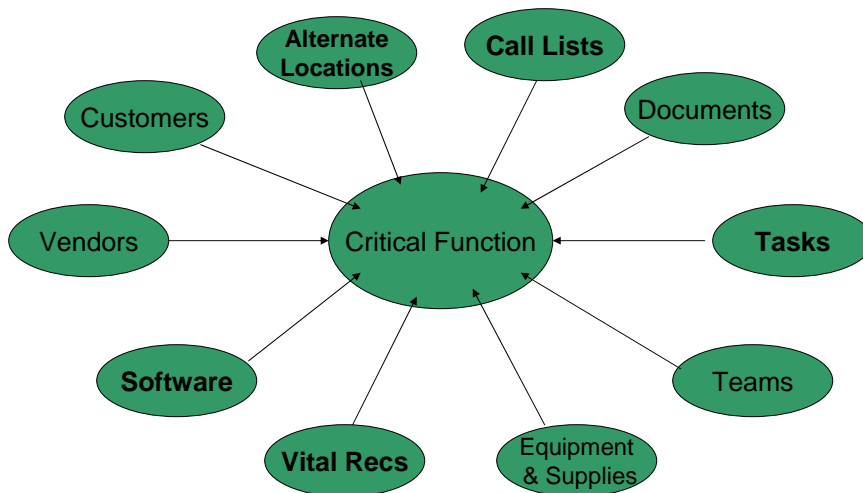 Alternate
Locations
Call Lists
Customers
Documents
Vendors
Critical Function
Tasks
Software
Teams
Vital Recs
Equipment
& Supplies